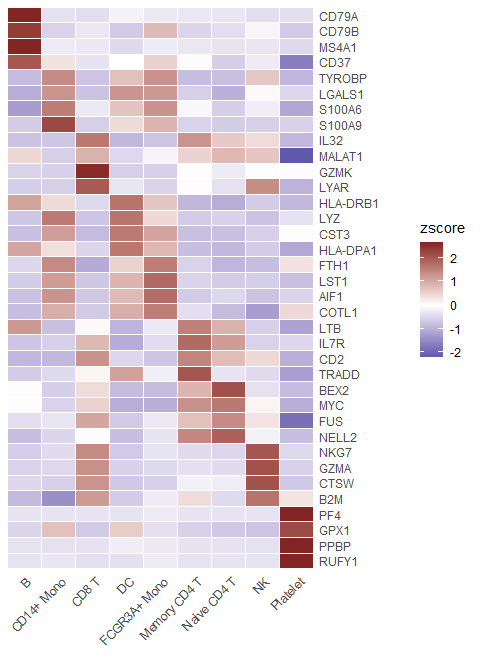 CD79A
CD79B
MS4A1
CD37
TYROBP
LGALS1
S100A6
S100A9
IL32
MALAT1
GZMK
LYAR
HLA-DRB1
LYZ
CST3
HLA-DPA1
FTH1
LST1
AIF1
COTL1
LTB
IL7R
CD2
TRADD
BEX2
MYC
FUS
NELL2
NKG7
GZMA
CTSW
B2M
PF4
GPX1
PPBP
RUFY1
zscore
2
1
0
-1
-2
B
CD14+ Mono
CD8 T
DC
FCGR3A+ Mono
Memory CD4 T
Naive CD4 T
NK
Platelet